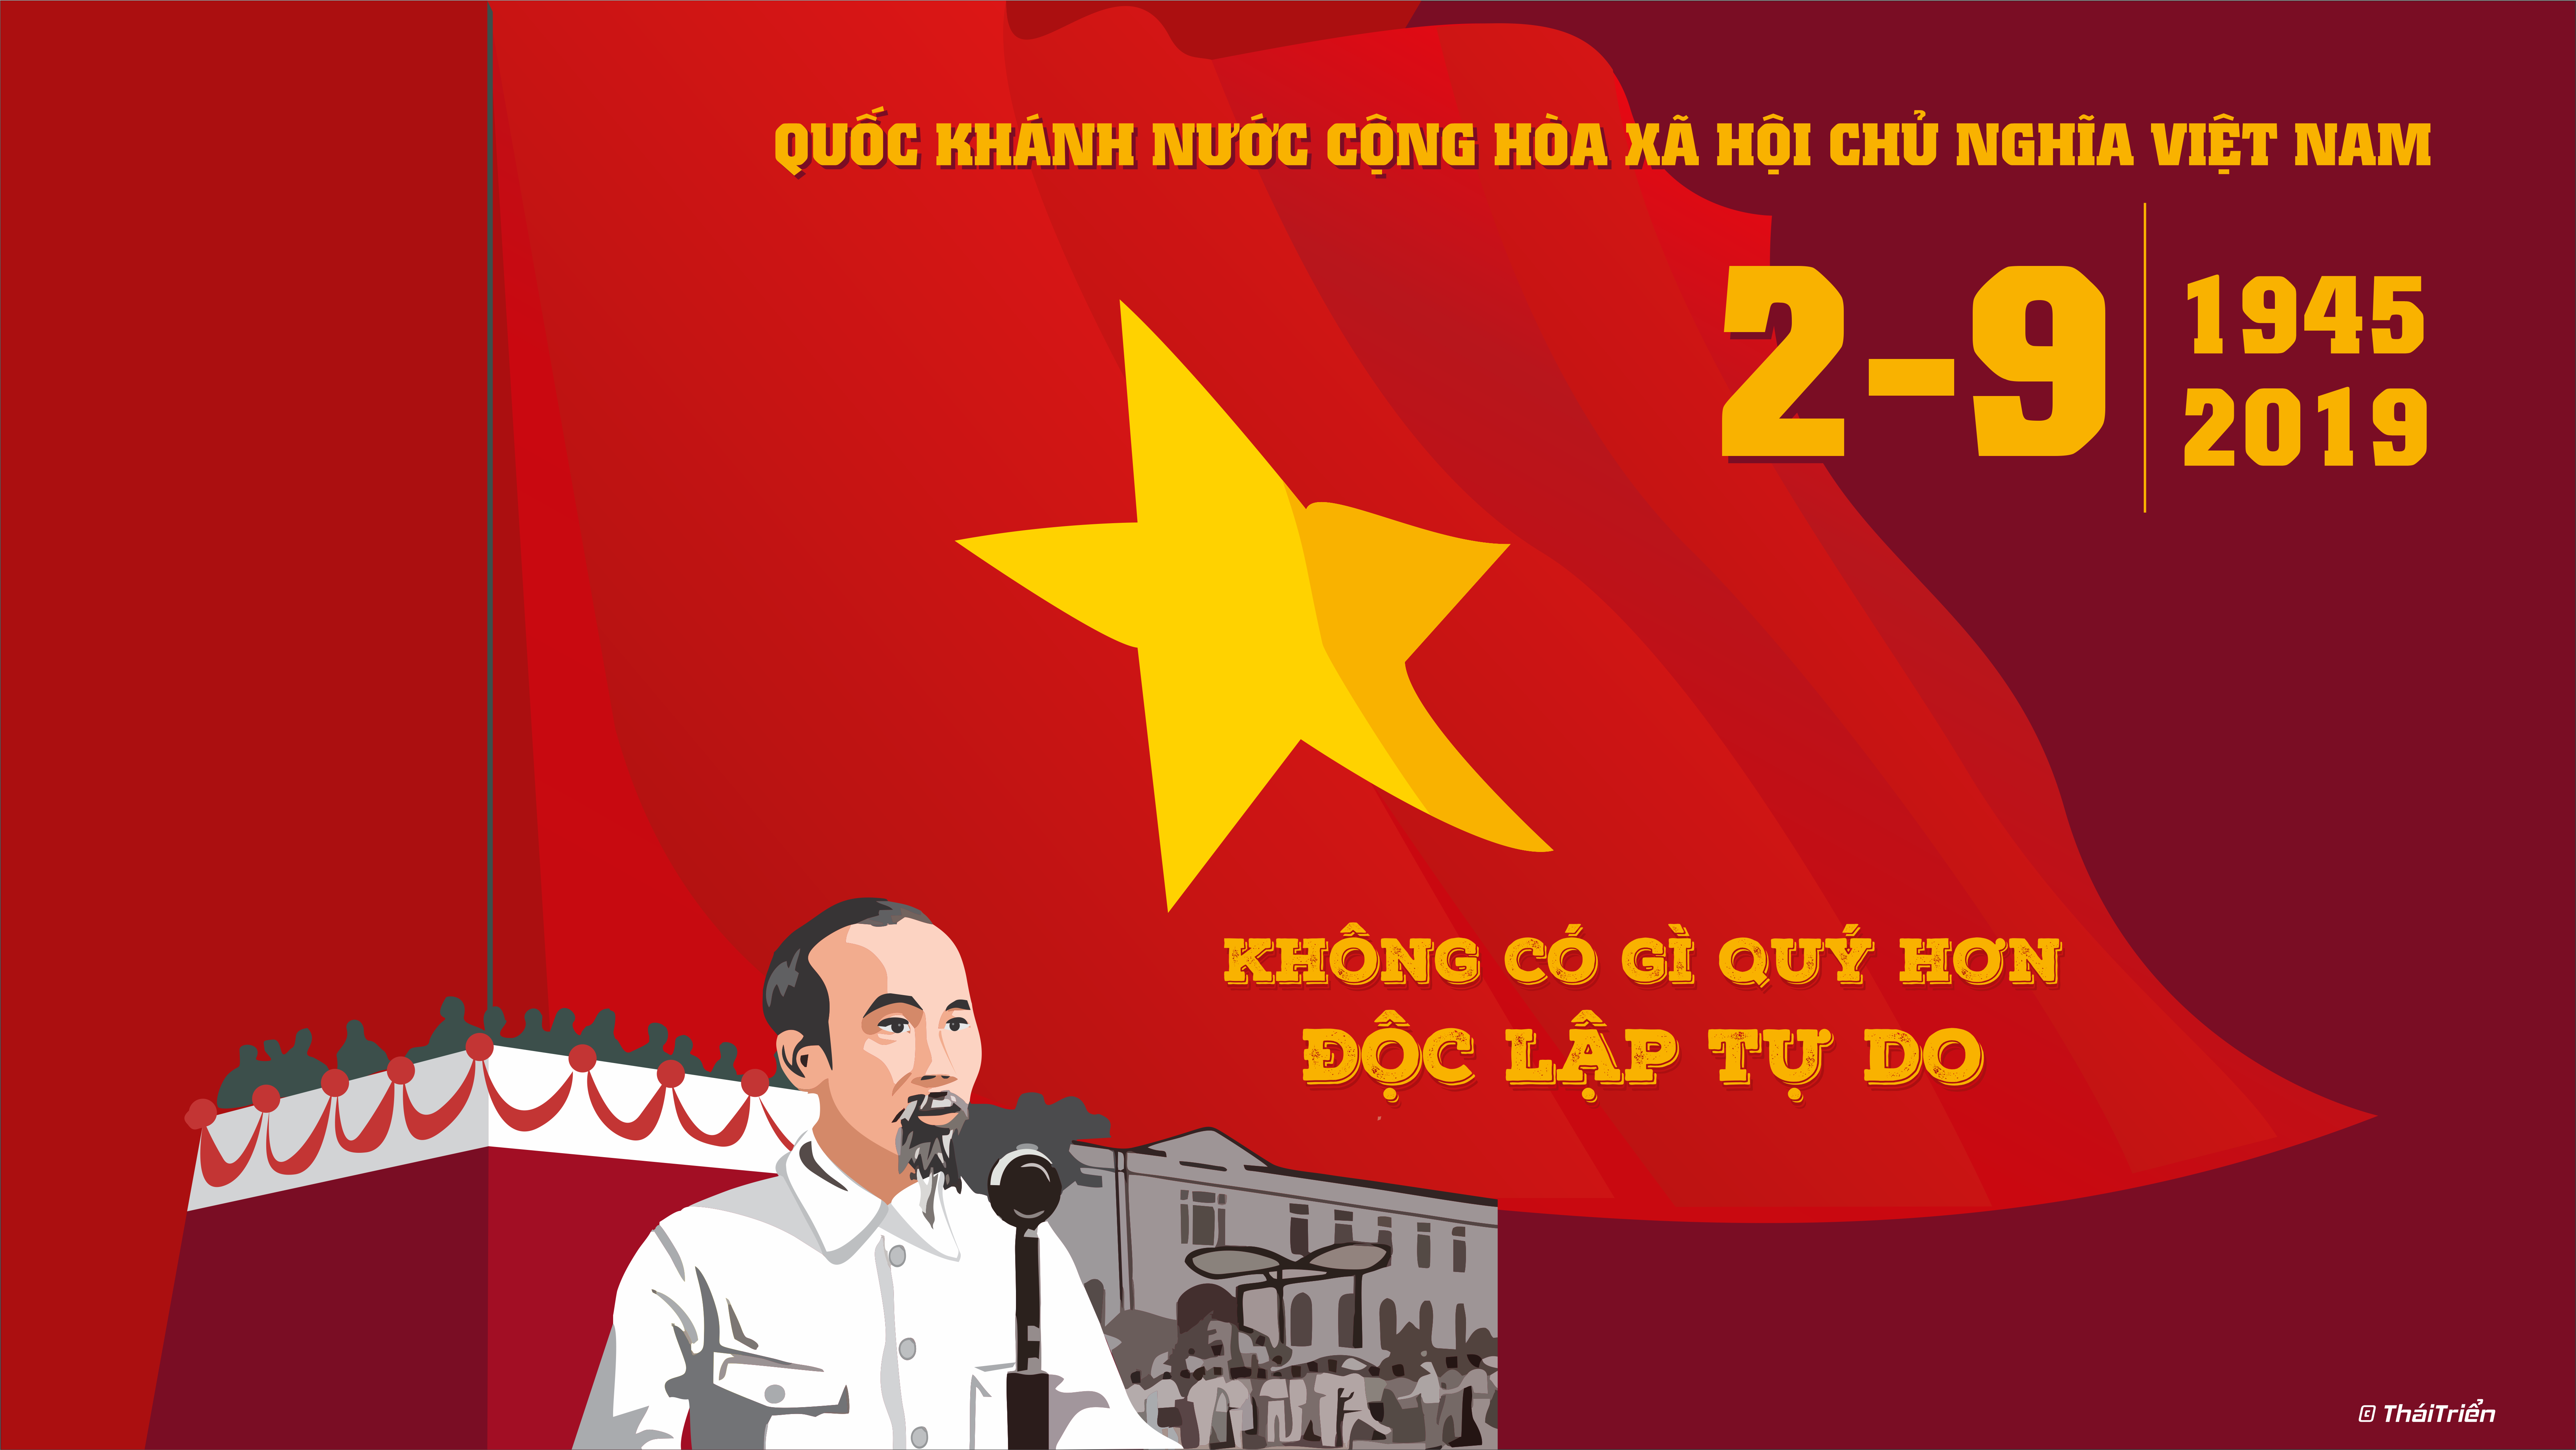 QUỐC KHÁNH NƯỚC CỘNG HÒA XÃ HỘI CHỦ NGHĨA VIỆT NAM
2-9
1945
2019
KHÔNG CÓ GÌ QUÝ HƠN
ĐỘC LẬP TỰ DO
© TháiTriển